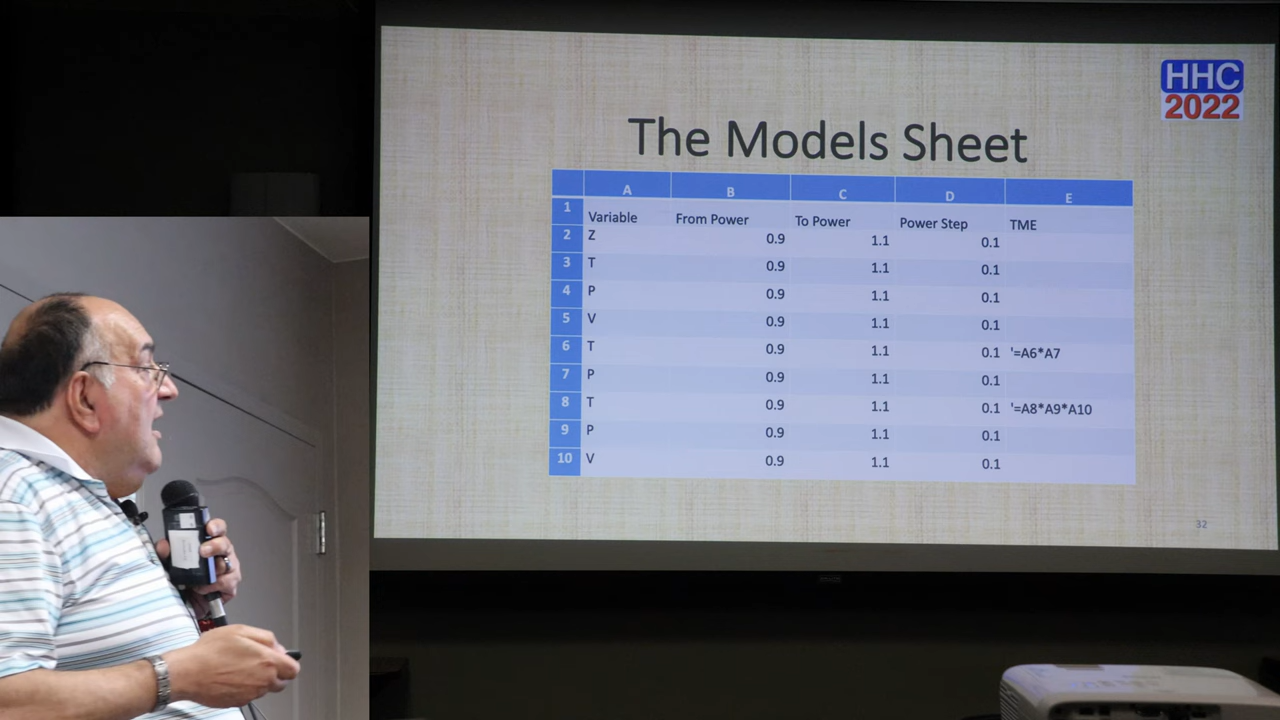 HHC
2022
The Models Sheet
A B C D E
1 Variable From Power To Power Power Step TME
2 Z 0.9 1.1 0.1
3 T 0.9 1.1 0.1
4 P 0.9 1.1 0.1
5 V 0.9 1.1 0.1
6 T 0.9 1.1 0.1 '=A6*A7
7 P 0.9 1.1 0.1
8 T 0.9 1.1 0.1 '=A8*A9*A10
9 P 0.9 1.1 0.1
10 V 0.9 1.1 0.1
32